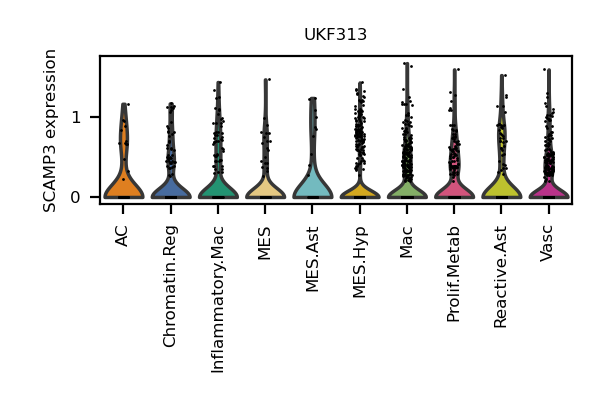 UKF313
SCAMP3 expression
1
0
AC
Chromatin.Reg
Inflammatory.Mac
MES
MES.Ast
MES.Hyp
Mac
Prolif.Metab
Reactive.Ast
Vasc